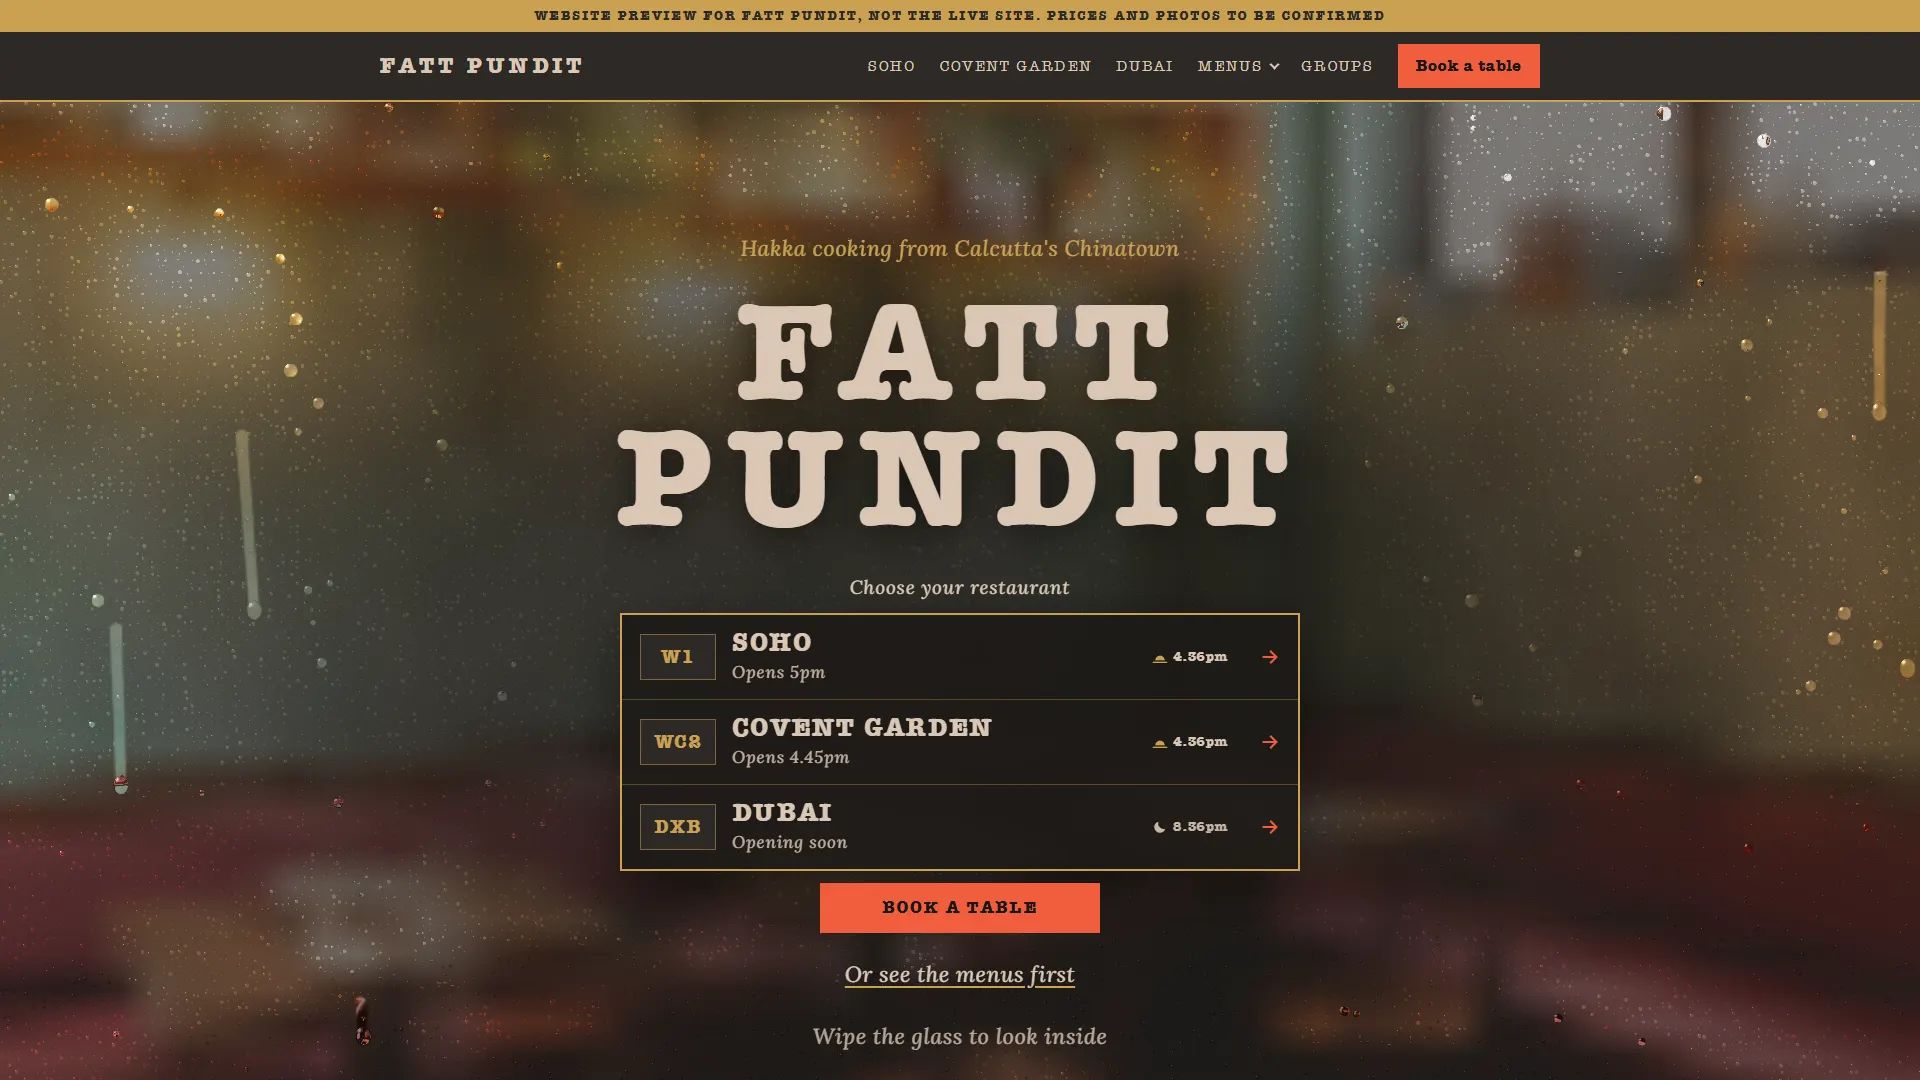 WEBSITE PREVIEW FOR FATT PUNDIT, NOT THE LIVE SITE. PRICES AND PHOTOS TO BE CONFIRMED
FATT PUNDIT
SOHO
COVENT GARDEN
DUBAI
MENUS
GROUPS
Book a table
Hakka cooking from Calcutta's Chinatown
FATT
PUNDIT
Choose your restaurant
W1
SOHO
Opens 5pm
4.36pm
WC2
COVENT GARDEN
Opens 4.45pm
4.36pm
DXB
DUBAI
Opening soon
8.36pm
BOOK A TABLE
Or see the menus first
Wipe the glass to look inside